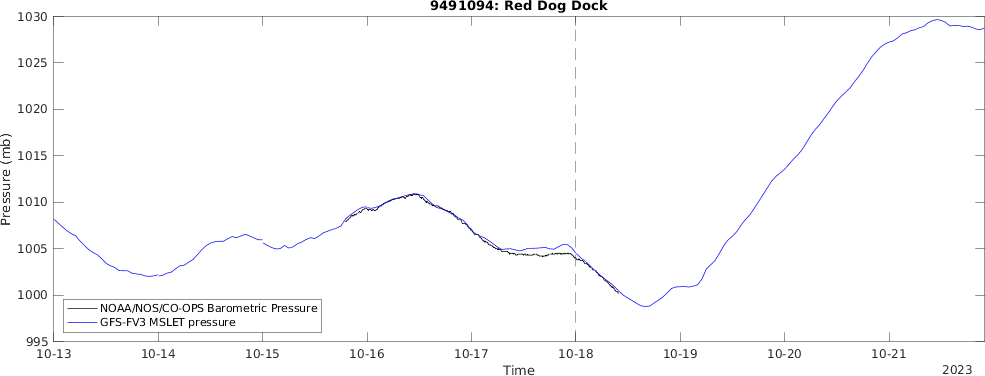 9491094: Red Dog Dock
1030
1025
1020
1015
1010
1005
1000
995
Pressure (mb)
NOAA/NOS/CO-OPS Barometric Pressure
GFS-FV3 MSLET pressure
10-13 10-14 10-15 10-16 10-17 10-18 10-19 10-20 10-21
Time
2023